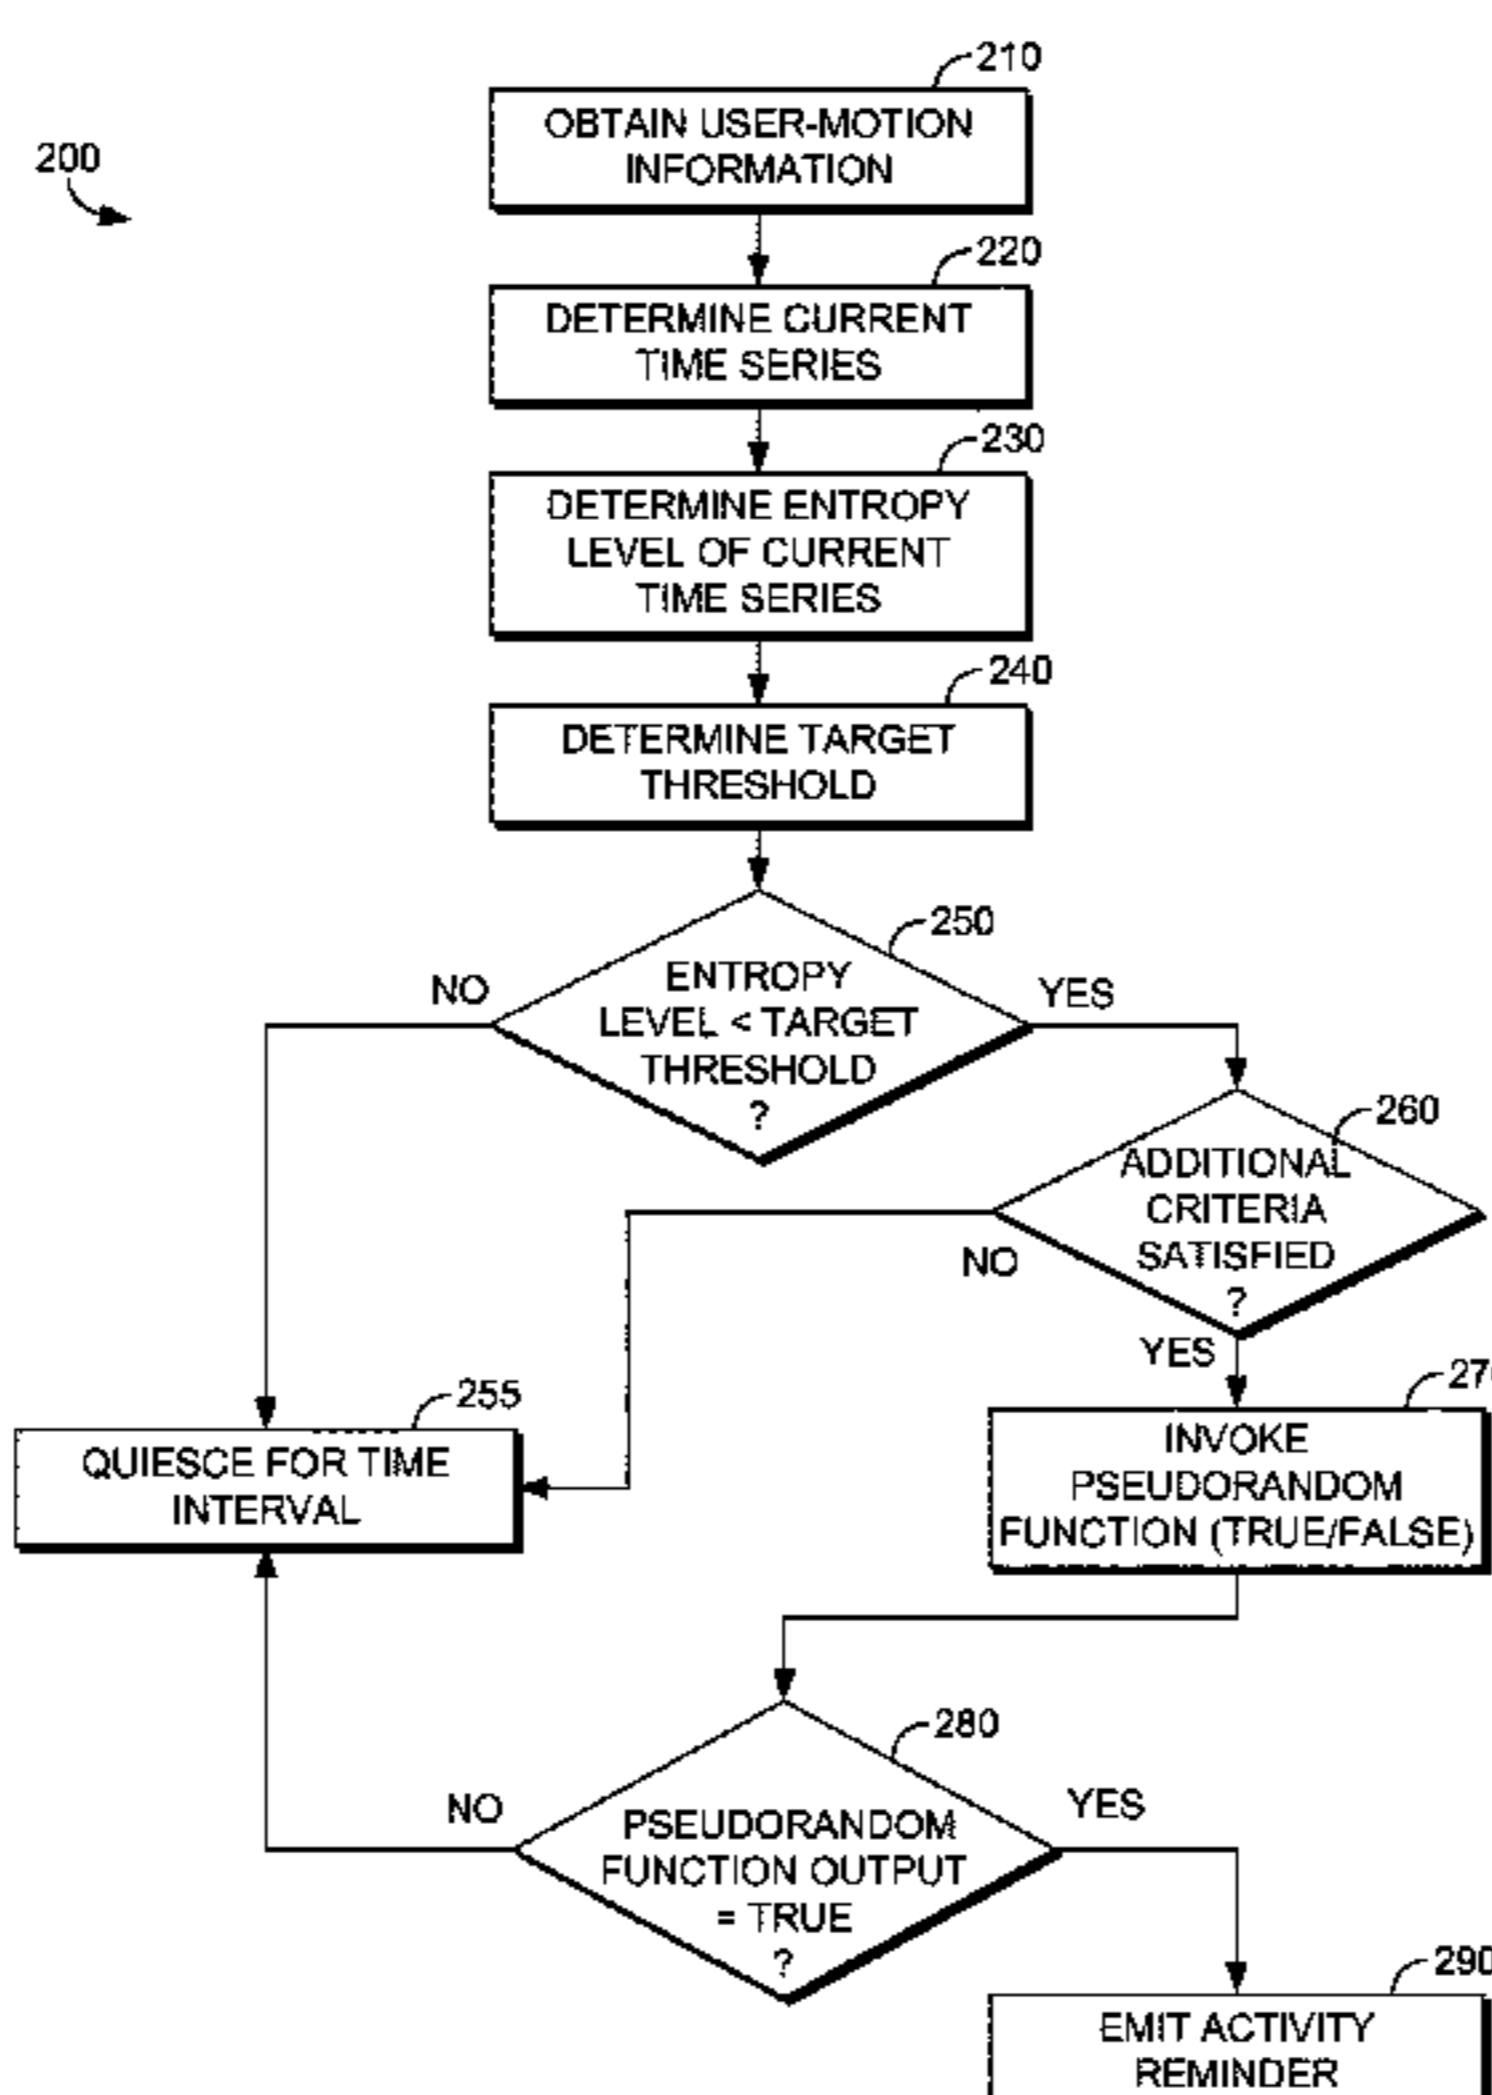 210
OBTAIN USER-MOTION
INFORMATION
200
220
DETERMINE CURRENT
TIME SERIES
230
DETERMINE ENTROPY
LEVEL OF CURRENT
TIME SERIES
240
DETERMINE TARGET
THRESHOLD
250
NO
ENTROPY
LEVEL < TARGET
THRESHOLD
?
YES
260
ADDITIONAL
CRITERIA
SATISFIED
?
NO
YES
255
QUIESCE FOR TIME
INTERVAL
270
INVOKE
PSEUDORANDOM
FUNCTION (TRUE/FALSE)
280
NO
PSEUDORANDOM
FUNCTION OUTPUT
= TRUE
?
YES
290
EMIT ACTIVITY
REMINDER